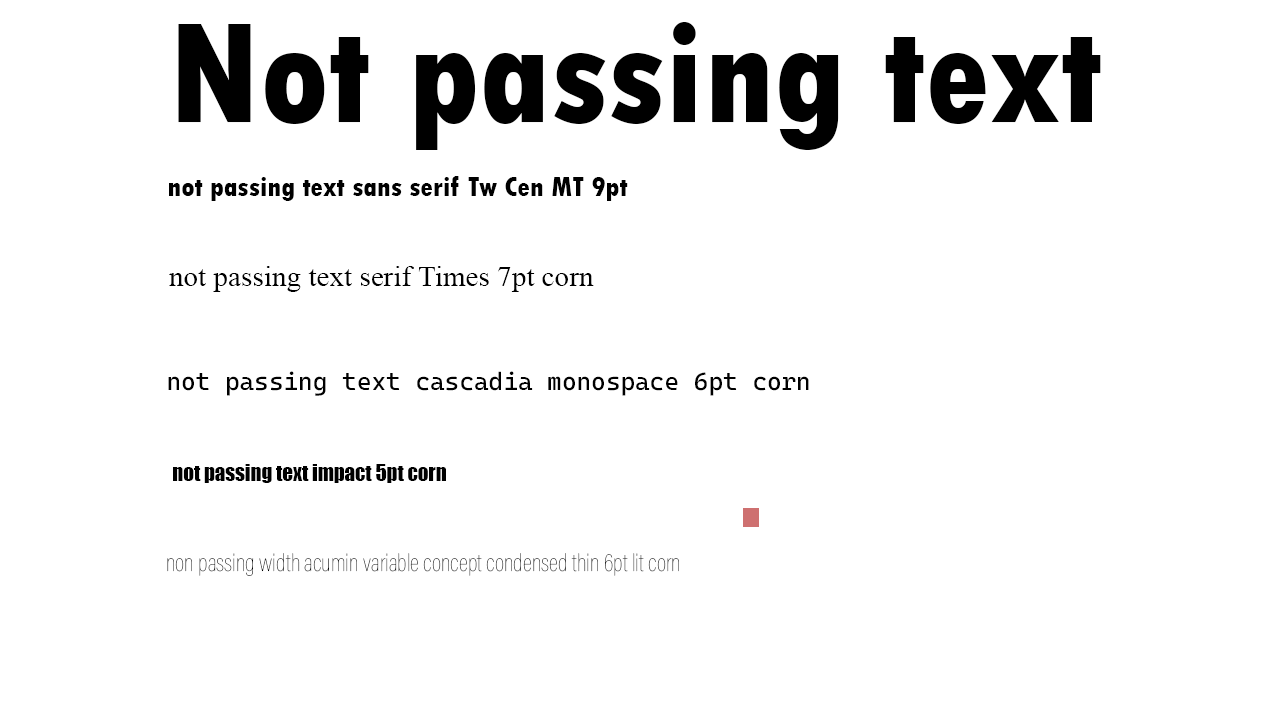 Not passing text
not passing text sans serif Tw Cen MT 9pt
not passing text serif Times 7pt corn
not passing text cascadia monospace 6pt corn
not passing text impact 5pt corn
non passing width acumin variable concept condensed thin 6pt lit corn